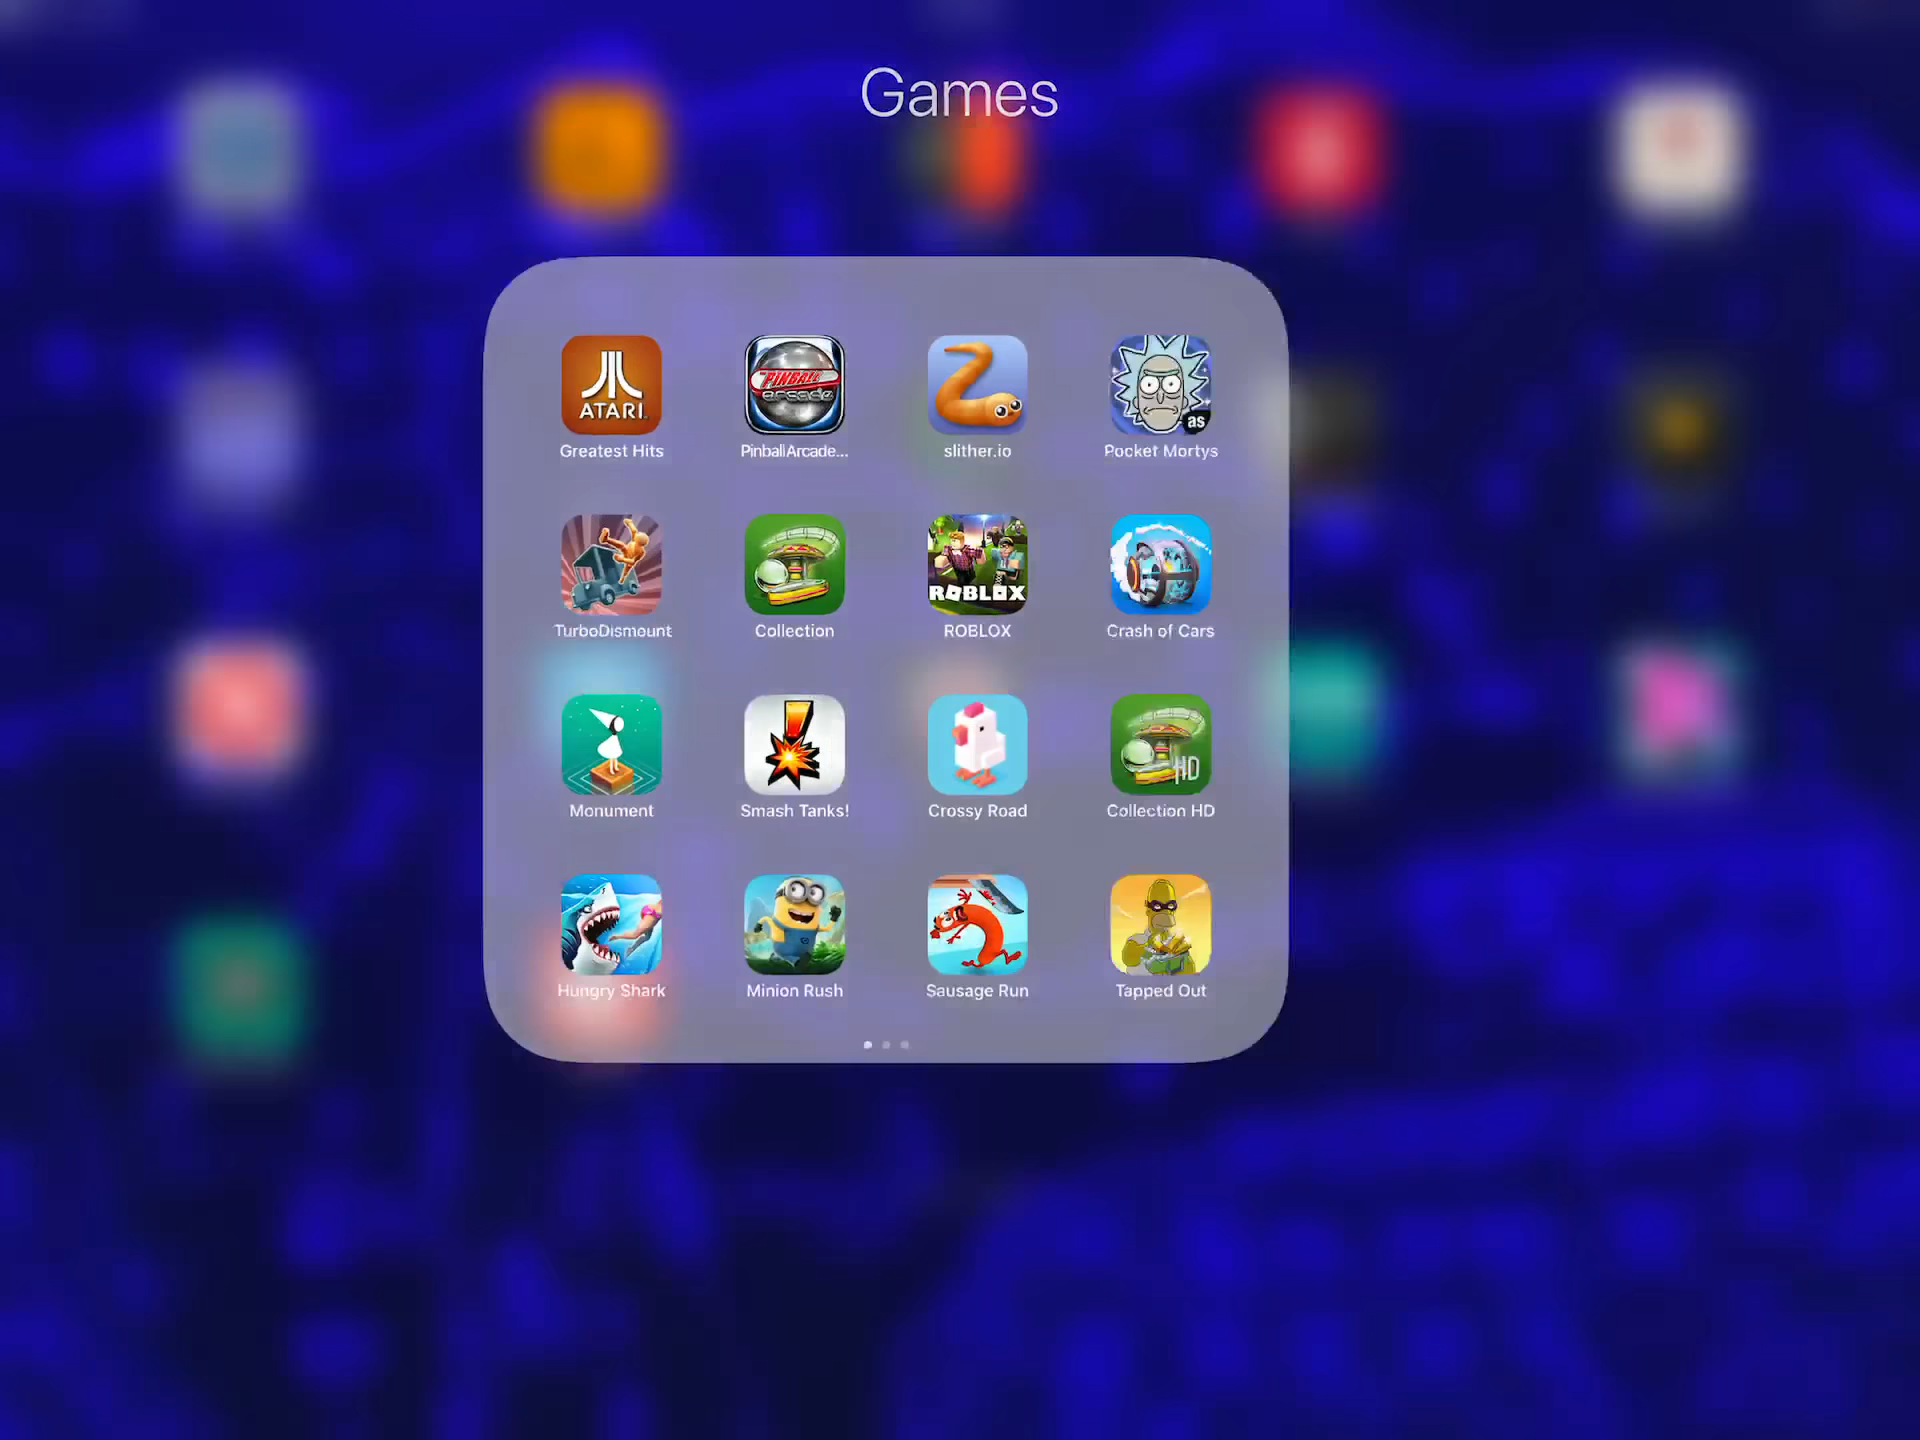 Games
ATARI
PINBALL
arcade
as
Greatest Hits
PinballArcade...
slither.io
Pocket Mortys
ROBLOX
TurboDismount
Collection
ROBLOX
Crash of Cars
HD
Monument
Smash Tanks!
Crossy Road
Collection HD
Hungry Shark
Minion Rush
Sausage Run
Tapped Out